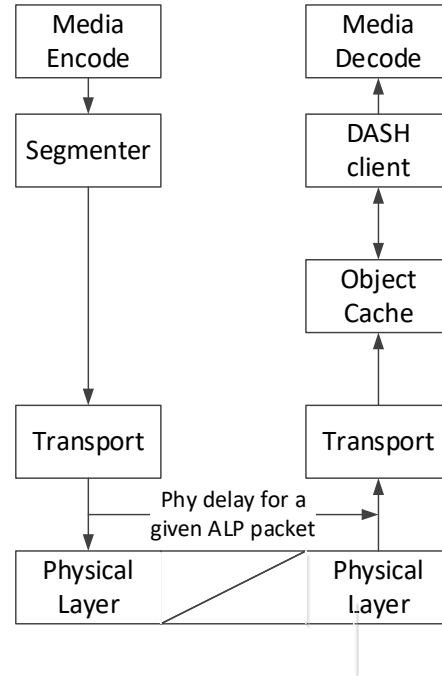 Media
Encode
Media
Decode
Segmenter
DASH
client
Object
Cache
Transport
Transport
Phy delay for a
given ALP packet
Physical
Layer
Physical
Layer